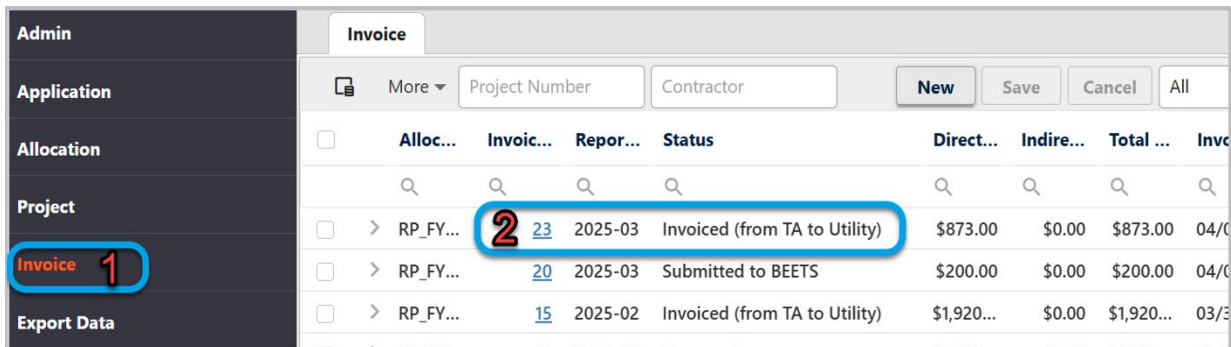 Admin
Application
Allocation
Project
Invoice 1
Export Data
Invoice
More Project Number Contractor New Save Cancel All
Alloc... Invoic... Repor... Status Direct... Indire... Total ... Invo
RP_FY... 2 23 2025-03 Invoiced (from TA to Utility) $873.00 $0.00 $873.00 04/0
RP_FY... 20 2025-03 Submitted to BEETS $200.00 $0.00 $200.00 04/0
RP_FY... 15 2025-02 Invoiced (from TA to Utility) $1,920... $0.00 $1,920... 03/3